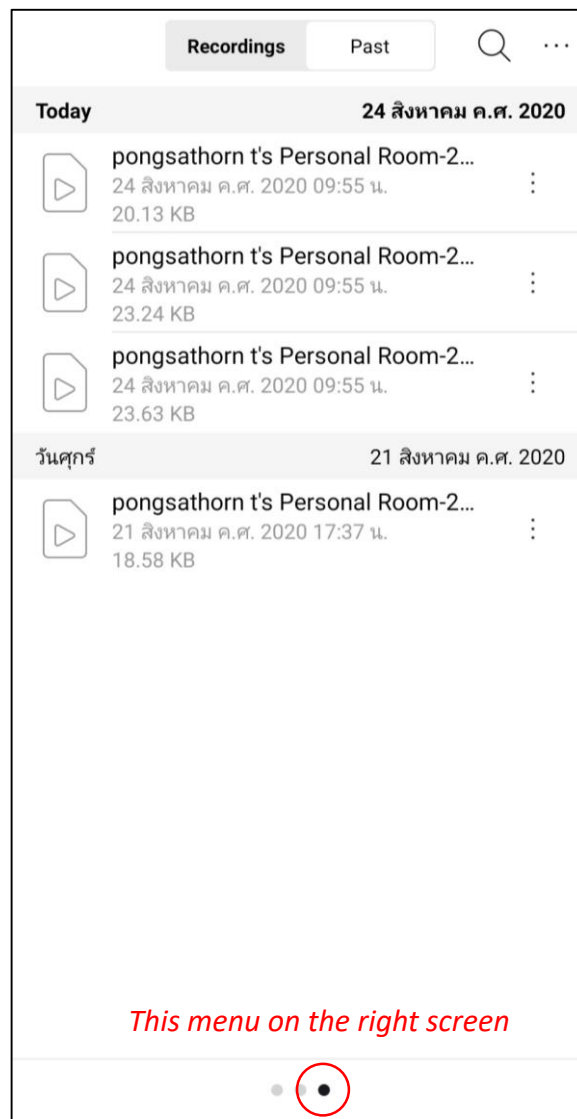 Recordings Past
Today 24 สิงหาคม ค.ศ. 2020
pongsathorn t's Personal Room-2...
24 สิงหาคม ค.ศ. 2020 09:55 น.
20.13 KB
pongsathorn t's Personal Room-2...
24 สิงหาคม ค.ศ. 2020 09:55 น.
23.24 KB
pongsathorn t's Personal Room-2...
24 สิงหาคม ค.ศ. 2020 09:55 น.
23.63 KB
วันศุกร์ 21 สิงหาคม ค.ศ. 2020
pongsathorn t's Personal Room-2...
21 สิงหาคม ค.ศ. 2020 17:37 น.
18.58 KB
This menu on the right screen